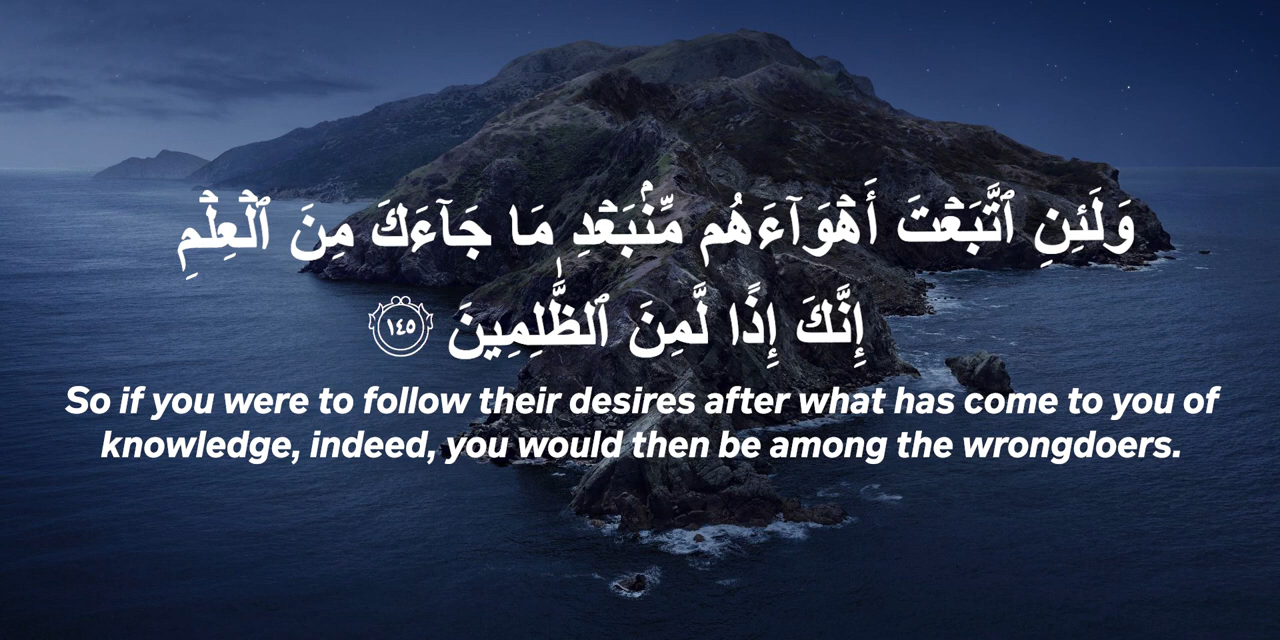 وَلَئِنِ ٱتَّبَعۡتَ أَهۡوَآءَهُم مِّنۢ بَعۡدِ مَا جَآءَكَ مِنَ ٱلۡعِلۡمِ
إِنَّكَ إِذًا لَّمِنَ ٱلظَّٰلِمِينَ ١٤٥
So if you were to follow their desires after what has come to you of
knowledge, indeed, you would then be among the wrongdoers.